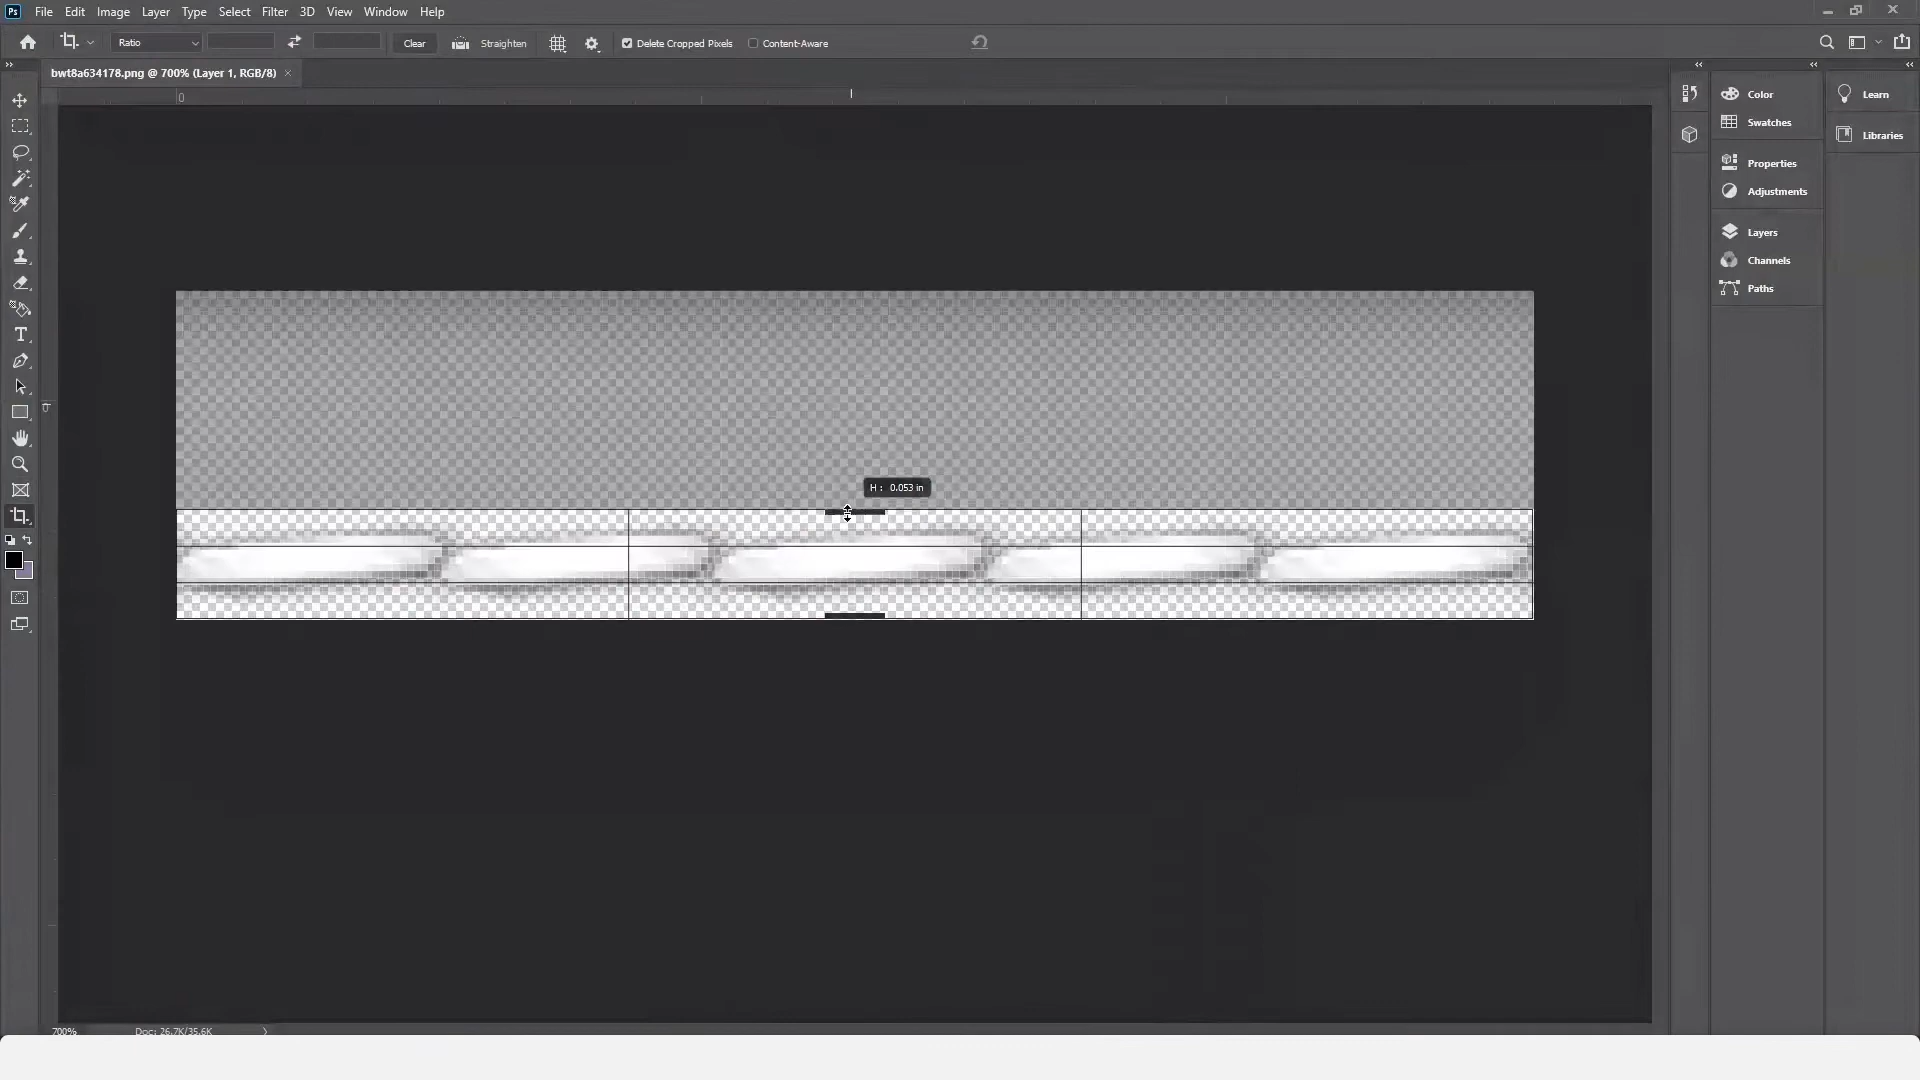 Ps File Edit Image Layer Type Select Filter 3D View Window Help
Ratio Clear Straighten Delete Cropped Pixels Content-Aware
bwt8a634178.png @ 700% (Layer 1, RGB/8) ×
0
0
Color
Swatches
Properties
Adjustments
Layers
Channels
Paths
Learn
Libraries
H : 0.053 in
700% Doc: 26.7K/35.6K